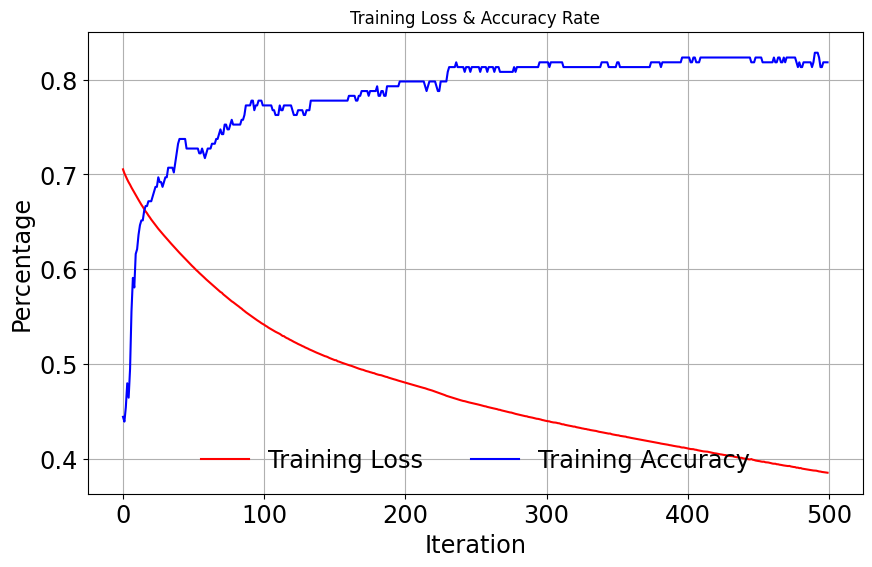 Training Loss & Accuracy Rate
Percentage
0.8
0.7
0.6
0.5
0.4
Training Loss Training Accuracy
0 100 200 300 400 500
Iteration